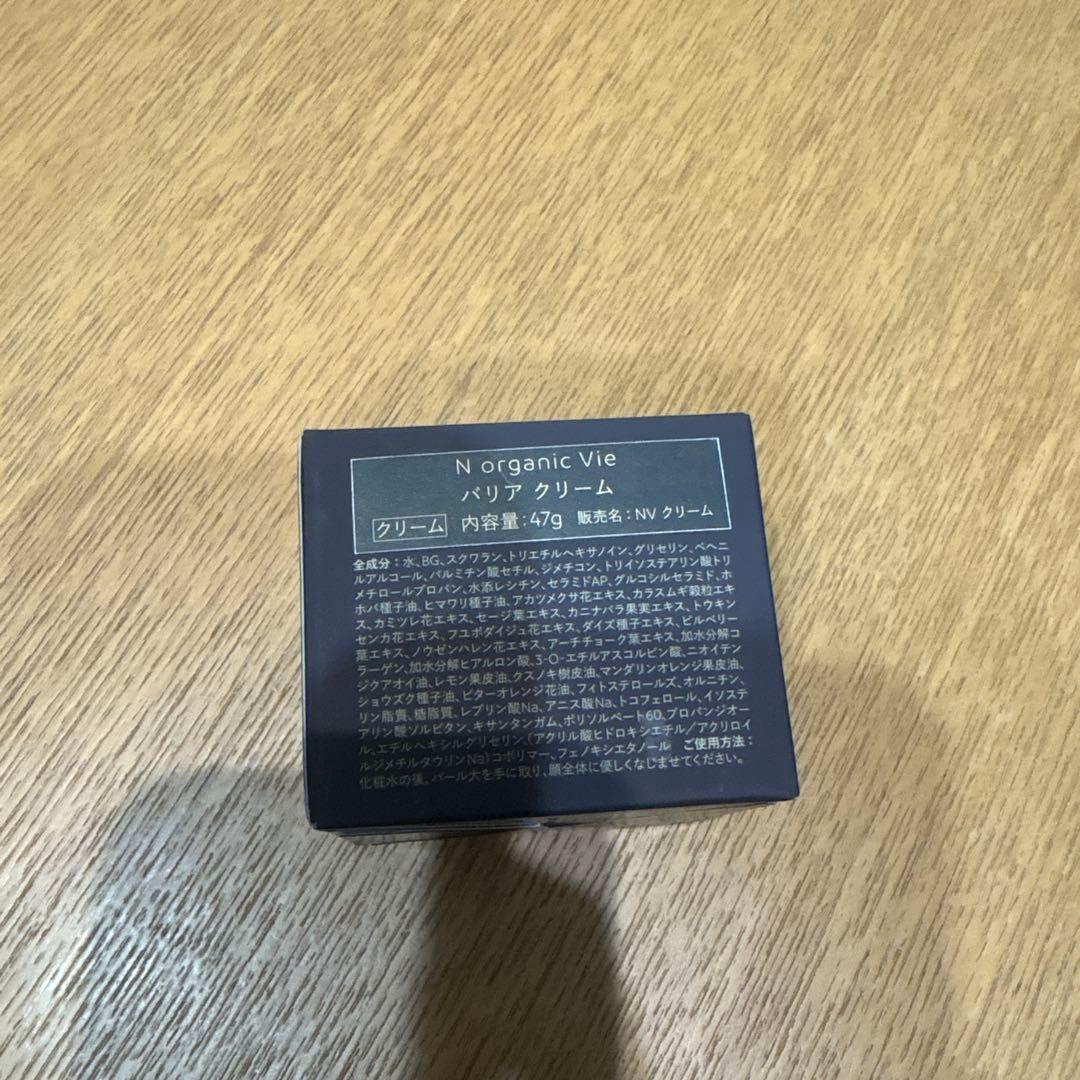 N organic Vie
バリア クリーム
クリーム 内容量:47g 販売名:NV クリーム
全成分:水、BG、スクワラン、トリエチルヘキサノイン、グリセリン、ベヘニ
ルアルコール、パルミチン酸セチル、ジメチコン、トリイソステアリン酸トリ
メチロールプロパン、水添レシチン、セラミドAP、グルコシルセラミド、ホ
ホバ種子油、ヒマワリ種子油、アカツメクサ花エキス、カラスムギ穀粒エキ
ス、カミツレ花エキス、セージ葉エキス、カニナバラ果実エキス、トウキン
センカ花エキス、フユボダイジュ花エキス、ダイズ種子エキス、ビルベリー
葉エキス、ノウゼンハレン花エキス、アーチチョーク葉エキス、加水分解コ
ラーゲン、加水分解ヒアルロン酸、3-O-エチルアスコルビン酸、ニオイテン
ジクアオイ油、レモン果皮油、クスノキ樹皮油、マンダリンオレンジ果皮油、
ショウズク種子油、ビターオレンジ花油、フィトステロールズ、オルニチン、
リン脂質、糖脂質、レブリン酸Na、アニス酸Na、トコフェロール、イソステ
アリン酸ソルビタン、キサンタンガム、ポリソルベート60、プロパンジオー
ル、エチルヘキシルグリセリン、(アクリル酸ヒドロキシエチル/アクリロイ
ルジメチルタウリンNa)コポリマー、フェノキシエタノール ご使用方法:
化粧水の後、パール大を手に取り、顔全体に優しくなじませてください。